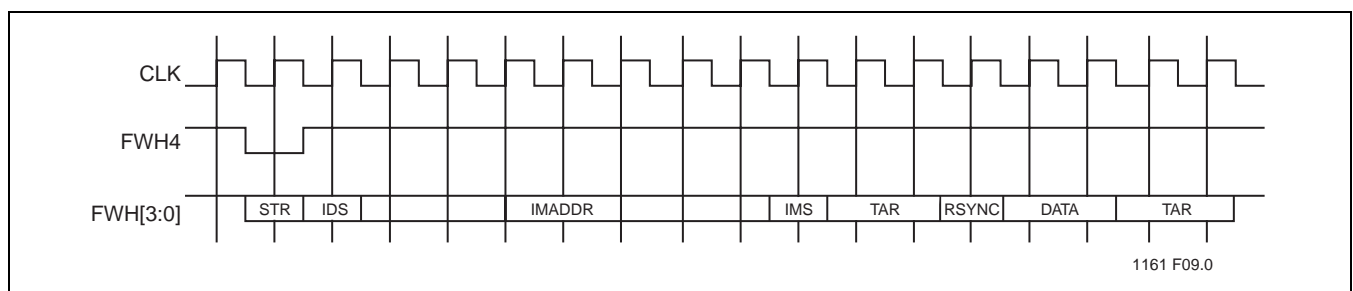 CLK
FWH4
FWH[3:0]
STR IDS IMADDR IMS TAR RSYNC DATA TAR
1161 F09.0